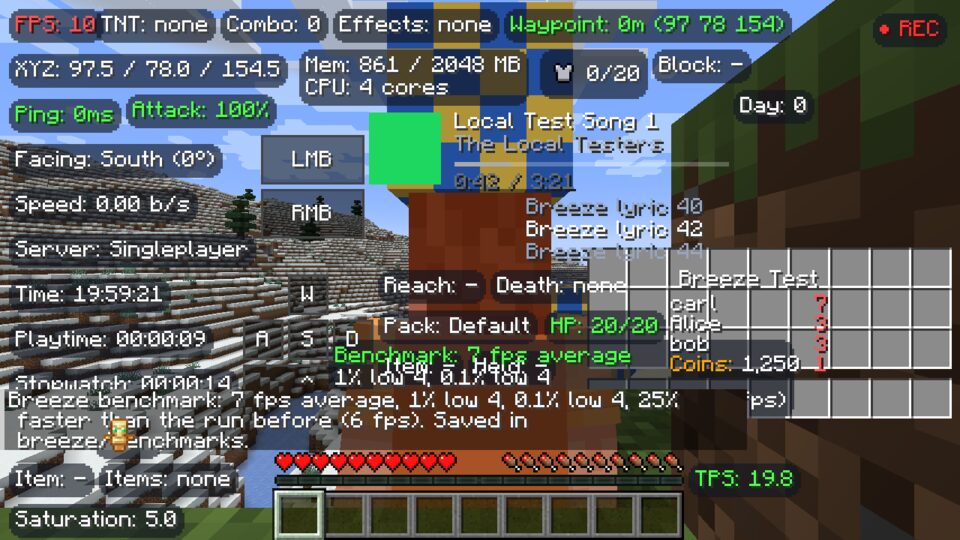 FPS: 10
TNT: none
Combo: 0
Effects: none
Waypoint: 0m (97 78 154)
REC
XYZ: 97.5 / 78.0 / 154.5
Mem: 861 / 2048 MB
CPU: 4 cores
0/20
Block: -
Ping: 0ms
Attack: 100%
Day: 0
Local Test Song 1
The Local Testers
0:42 / 3:21
Facing: South (0°)
LMB
RMB
Speed: 0.00 b/s
Breeze lyric 40
Breeze lyric 42
Breeze lyric 44
Server: Singleplayer
Reach: -
Death: none
Breeze Test
Time: 19:59:21
W
carl 7
Alice 3
bob 3
Coins: 1,250 1
Pack: Default
HP: 20/20
Playtime: 00:00:09
A
S
D
Benchmark: 7 fps average
1% low 4, 0.1% low 4
Stopwatch: 00:00:14
Breeze benchmark: 7 fps average, 1% low 4, 0.1% low 4, 25%
faster than the run before (6 fps). Saved in
breeze/benchmarks.
fps)
Item: -
Items: none
TPS: 19.8
Saturation: 5.0